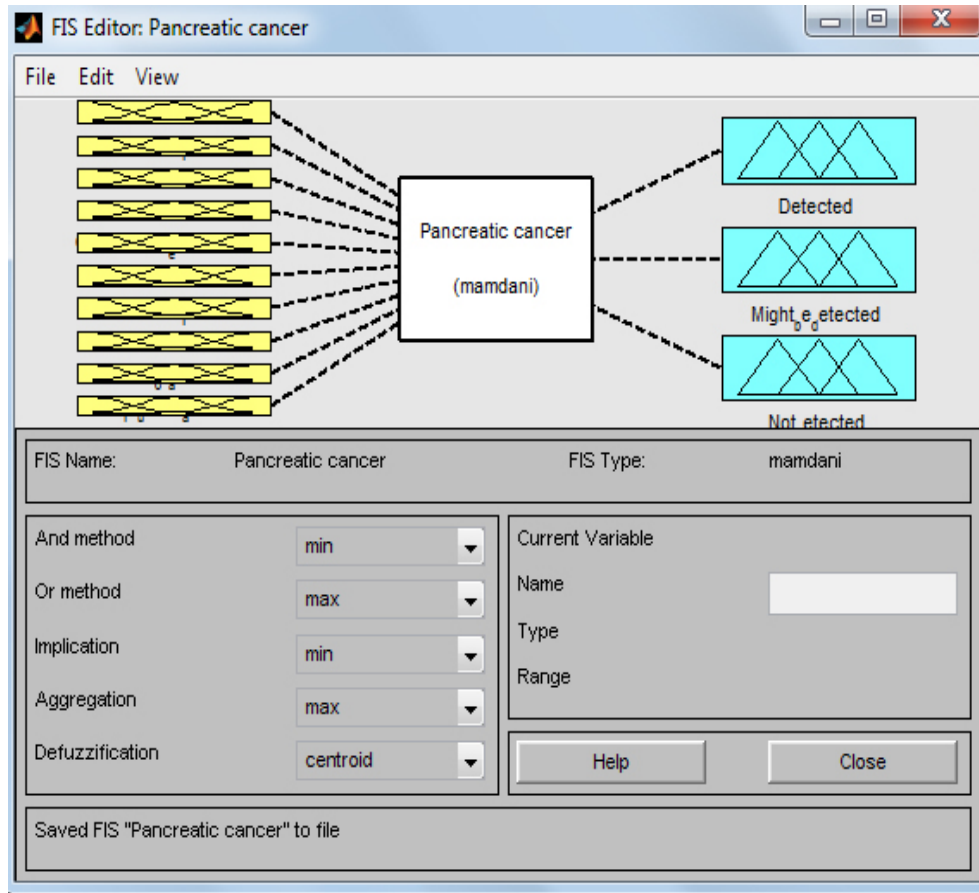 FIS Editor: Pancreatic cancer
File Edit View
Pancreatic cancer
(mamdani)
Detected
Might_be_detected
Not_detected
FIS Name: Pancreatic cancer FIS Type: mamdani
And method min
Or method max
Implication min
Aggregation max
Defuzzification centroid
Current Variable
Name
Type
Range
Help Close
Saved FIS "Pancreatic cancer" to file